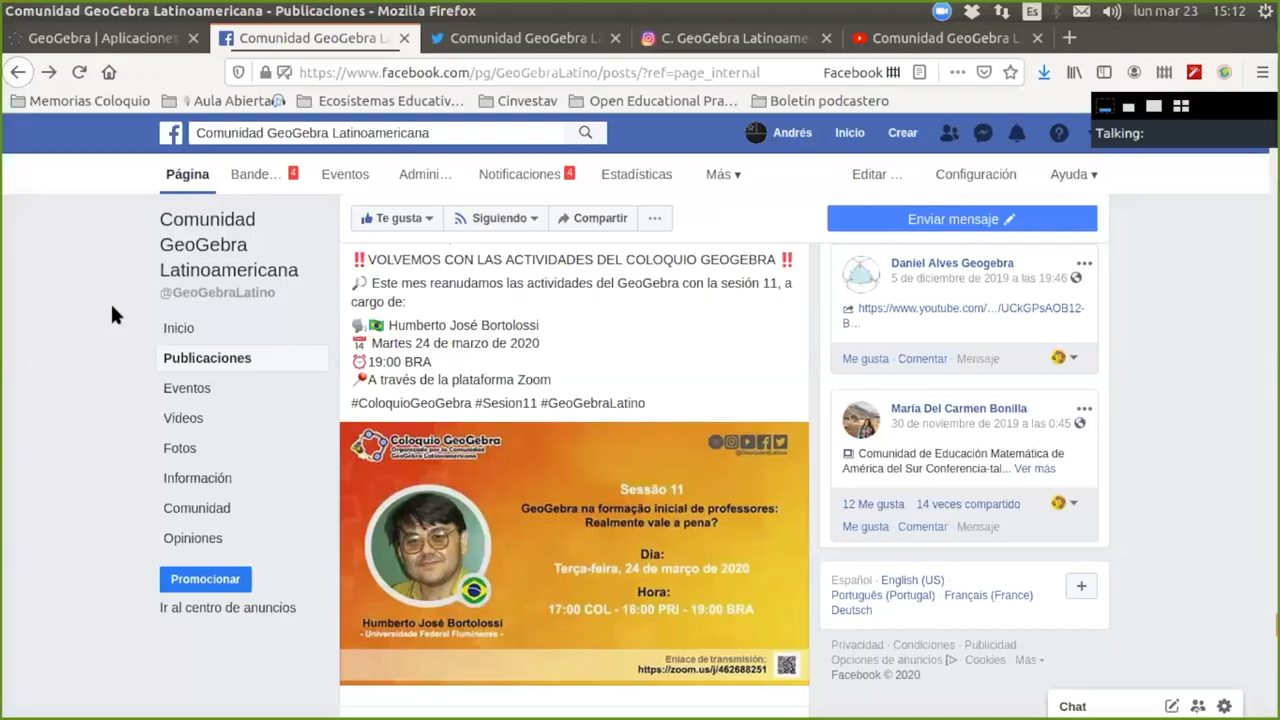 Comunidad GeoGebra Latinoamericana - Publicaciones - Mozilla Firefox
Es lun mar 23 15:12
GeoGebra | Aplicaciones
Comunidad GeoGebra L
Comunidad GeoGebra L
C. GeoGebra Latinoame
Comunidad GeoGebra L
https://www.facebook.com/pg/GeoGebraLatino/posts/?ref=page_internal
Facebook
Memorias Coloquio
Aula Abierta
Ecosistemas Educativ...
Cinvestav
Open Educational Pra...
Boletín podcastero
Talking:
Comunidad GeoGebra Latinoamericana
Andrés
Inicio
Crear
Página
Bande... 4
Eventos
Admini...
Notificaciones 4
Estadísticas
Más
Editar ...
Configuración
Ayuda
Comunidad
GeoGebra
Latinoamericana
@GeoGebraLatino
Inicio
Publicaciones
Eventos
Videos
Fotos
Información
Comunidad
Opiniones
Promocionar
Ir al centro de anuncios
Te gusta
Siguiendo
Compartir
Enviar mensaje
‼️VOLVEMOS CON LAS ACTIVIDADES DEL COLOQUIO GEOGEBRA ‼️
🔎 Este mes reanudamos las actividades del GeoGebra con la sesión 11, a
cargo de:
🗣️🇧🇷 Humberto José Bortolossi
📅 Martes 24 de marzo de 2020
⏰19:00 BRA
📍A través de la plataforma Zoom
#ColoquioGeoGebra #Sesion11 #GeoGebraLatino
Coloquio GeoGebra
Organizado por la Comunidad
GeoGebra Latinoamericana
@GeoGebraLatino
Sessão 11
GeoGebra na formação inicial de professores:
Realmente vale a pena?
Dia:
Terça-feira, 24 de março de 2020
Hora:
17:00 COL - 18:00 PRI - 19:00 BRA
Humberto José Bortolossi
- Universidade Federal Fluminense -
Enlace de transmisión:
https://zoom.us/j/462688251
Daniel Alves Geogebra
5 de diciembre de 2019 a las 19:46
https://www.youtube.com/.../UCkGPsAOB12-
B...
Me gusta · Comentar · Mensaje
María Del Carmen Bonilla
30 de noviembre de 2019 a las 0:45
Comunidad de Educación Matemática de
América del Sur Conferencia-tal... Ver más
12 Me gusta 14 veces compartido
Me gusta · Comentar · Mensaje
Español · English (US) ·
Português (Portugal) · Français (France) ·
Deutsch
Privacidad · Condiciones · Publicidad
Opciones de anuncios · Cookies · Más
Facebook © 2020
Chat